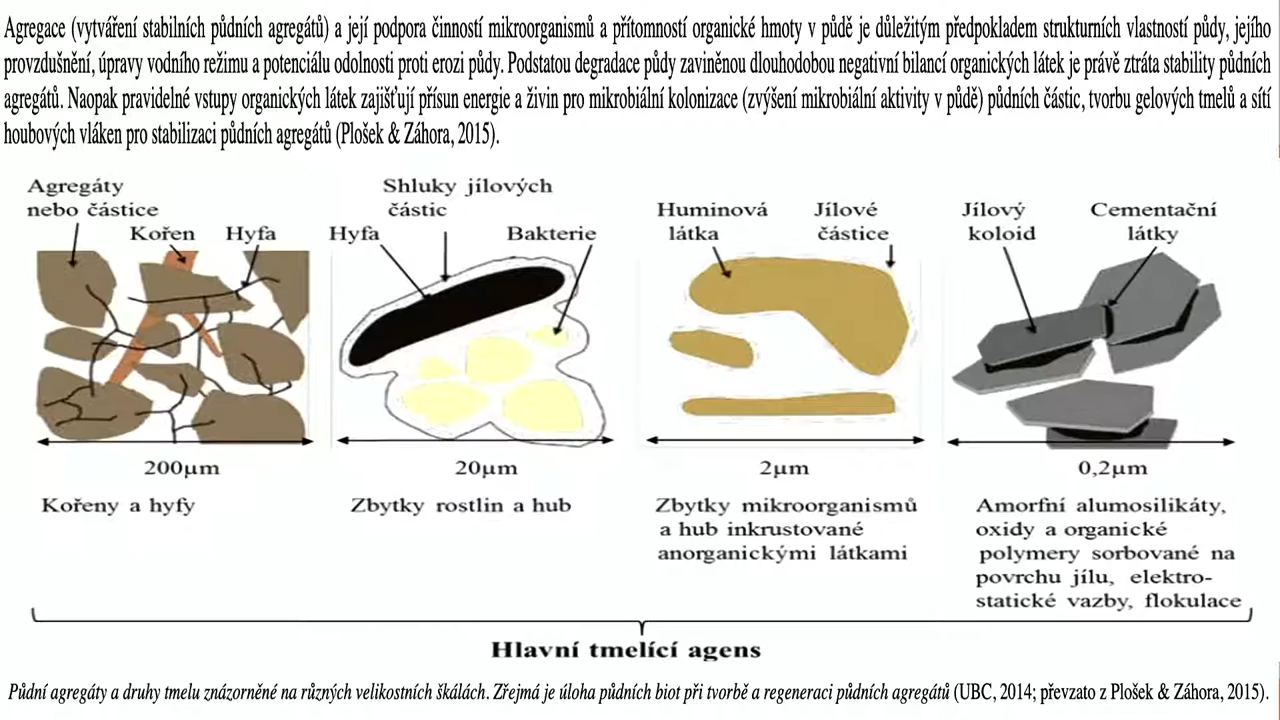 Agregace (vytváření stabilních půdních agregátů) a její podpora činností mikroorganismů a přítomností organické hmoty v půdě je důležitým předpokladem strukturních vlastností půdy, jejího
provzdušnění, úpravy vodního režimu a potenciálu odolnosti proti erozi půdy. Podstatou degradace půdy zaviněnou dlouhodobou negativní bilancí organických látek je právě ztráta stability půdních
agregátů. Naopak pravidelné vstupy organických látek zajišťují přísun energie a živin pro mikrobiální kolonizace (zvýšení mikrobiální aktivity v půdě) půdních částic, tvorbu gelových tmelů a sítí
houbových vláken pro stabilizaci půdních agregátů (Plošek & Záhora, 2015).
Agregáty
nebo částice
Kořen
Hyfa
Shluky jílových
částic
Hyfa
Bakterie
Huminová
látka
Jílové
částice
Jílový
koloid
Cementační
látky
200µm
20µm
2µm
0,2µm
Kořeny a hyfy
Zbytky rostlin a hub
Zbytky mikroorganismů
a hub inkrustované
anorganickými látkami
Amorfní alumosilikáty,
oxidy a organické
polymery sorbované na
povrchu jílu, elektro-
statické vazby, flokulace
Hlavní tmelící agens
Půdní agregáty a druhy tmelu znázorněné na různých velikostních škálách. Zřejmá je úloha půdních biot při tvorbě a regeneraci půdních agregátů (UBC, 2014; převzato z Plošek & Záhora, 2015).